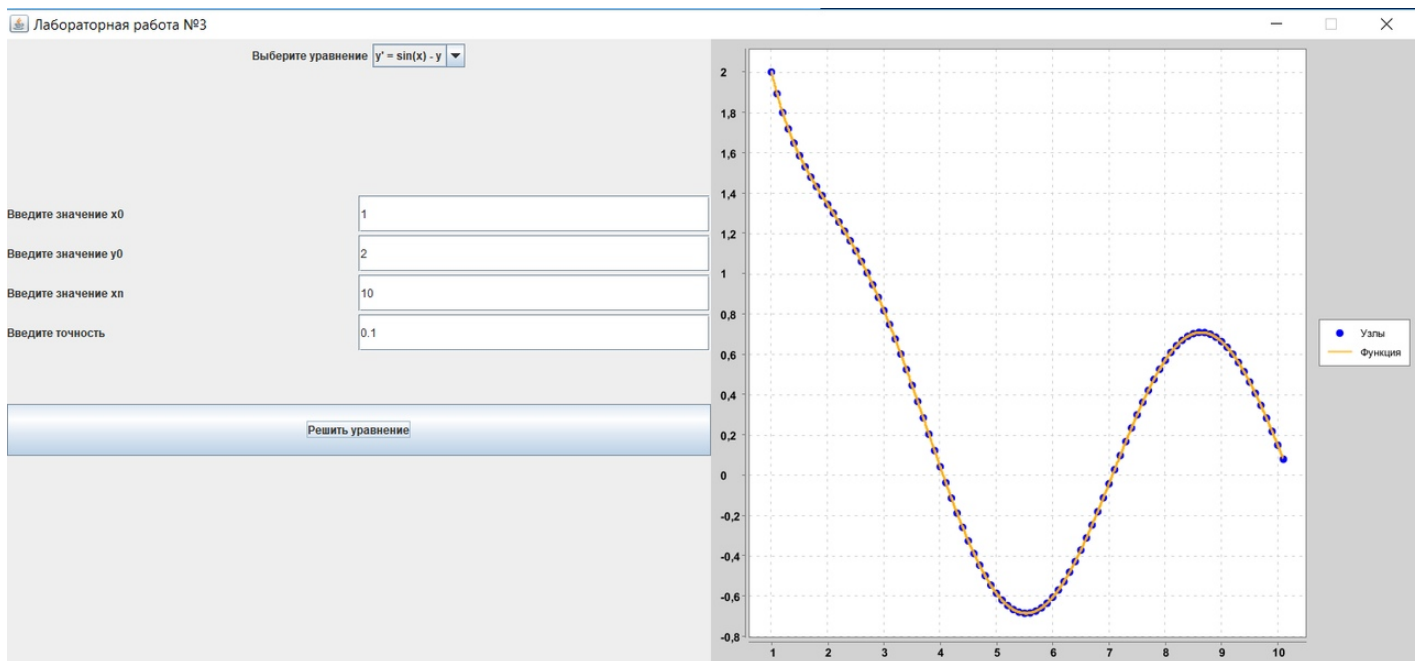 Лабораторная работа №3
Выберите уравнение y' = sin(x) - y
Введите значение x0 1
Введите значение y0 2
Введите значение xn 10
Введите точность 0.1
Решить уравнение
2
1,8
1,6
1,4
1,2
1
0,8
0,6
0,4
0,2
0
-0,2
-0,4
-0,6
-0,8
1 2 3 4 5 6 7 8 9 10
Узлы
Функция